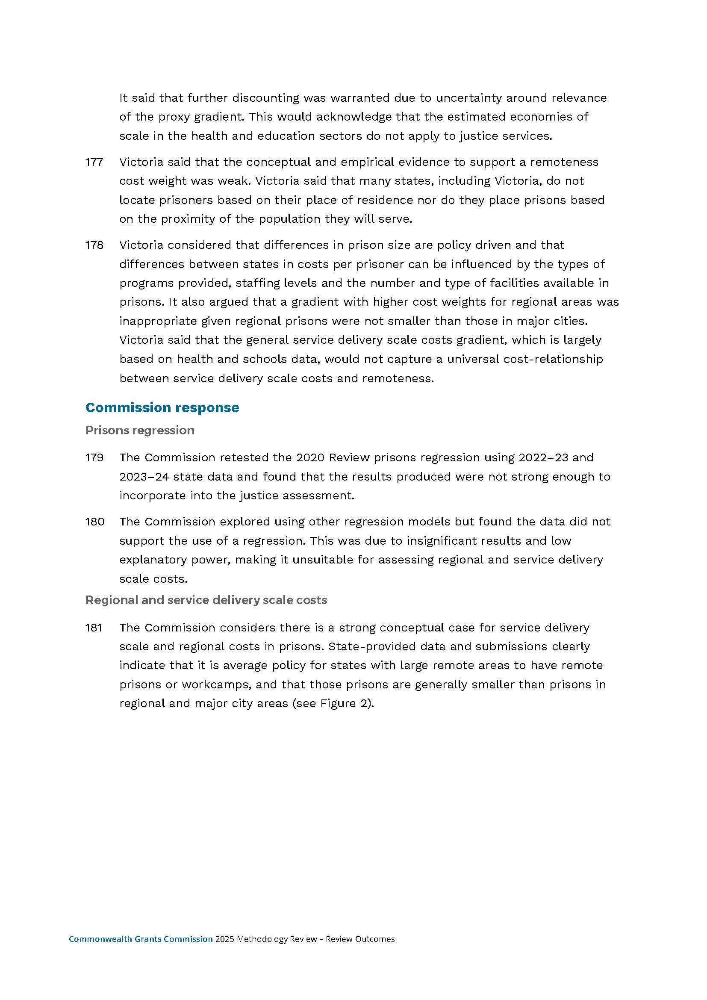 It said that further discounting was warranted due to uncertainty around relevance
of the proxy gradient. This would acknowledge that the estimated economies of
scale in the health and education sectors do not apply to justice services.
177 Victoria said that the conceptual and empirical evidence to support a remoteness
cost weight was weak. Victoria said that many states, including Victoria, do not
locate prisoners based on their place of residence nor do they place prisons based
on the proximity of the population they will serve.
178 Victoria considered that differences in prison size are policy driven and that
differences between states in costs per prisoner can be influenced by the types of
programs provided, staffing levels and the number and type of facilities available in
prisons. It also argued that a gradient with higher cost weights for regional areas was
inappropriate given regional prisons were not smaller than those in major cities.
Victoria said that the general service delivery scale costs gradient, which is largely
based on health and schools data, would not capture a universal cost-relationship
between service delivery scale costs and remoteness.
Commission response
Prisons regression
179 The Commission retested the 2020 Review prisons regression using 2022–23 and
2023–24 state data and found that the results produced were not strong enough to
incorporate into the justice assessment.
180 The Commission explored using other regression models but found the data did not
support the use of a regression. This was due to insignificant results and low
explanatory power, making it unsuitable for assessing regional and service delivery
scale costs.
Regional and service delivery scale costs
181 The Commission considers there is a strong conceptual case for service delivery
scale and regional costs in prisons. State-provided data and submissions clearly
indicate that it is average policy for states with large remote areas to have remote
prisons or workcamps, and that those prisons are generally smaller than prisons in
regional and major city areas (see Figure 2).
Commonwealth Grants Commission 2025 Methodology Review – Review Outcomes